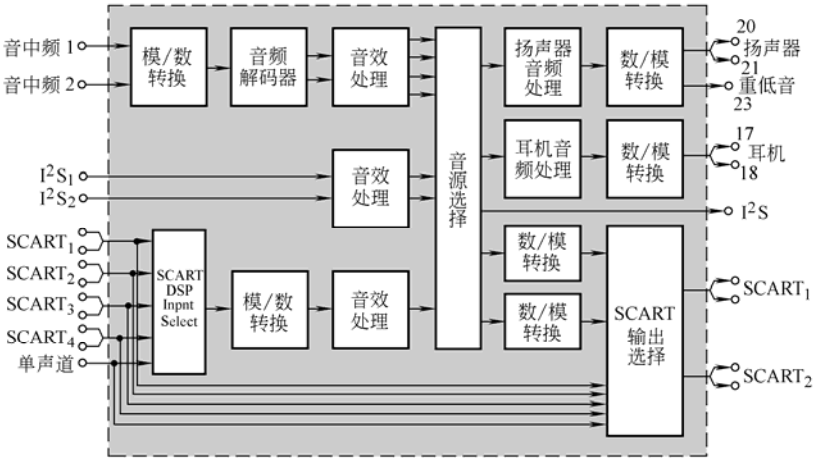 音中频 1
音中频 2
I²S₁
I²S₂
SCART₁
SCART₂
SCART₃
SCART₄
单声道
模/数
转换
音频
解码器
音效
处理
音效
处理
SCART
DSP
Inpnt
Select
模/数
转换
音效
处理
音源选择
扬声器
音频
处理
数/模
转换
耳机音
频处理
数/模
转换
数/模
转换
数/模
转换
SCART
输出
选择
20
扬声器
21
重低音
23
17
耳机
18
I²S
SCART₁
SCART₂